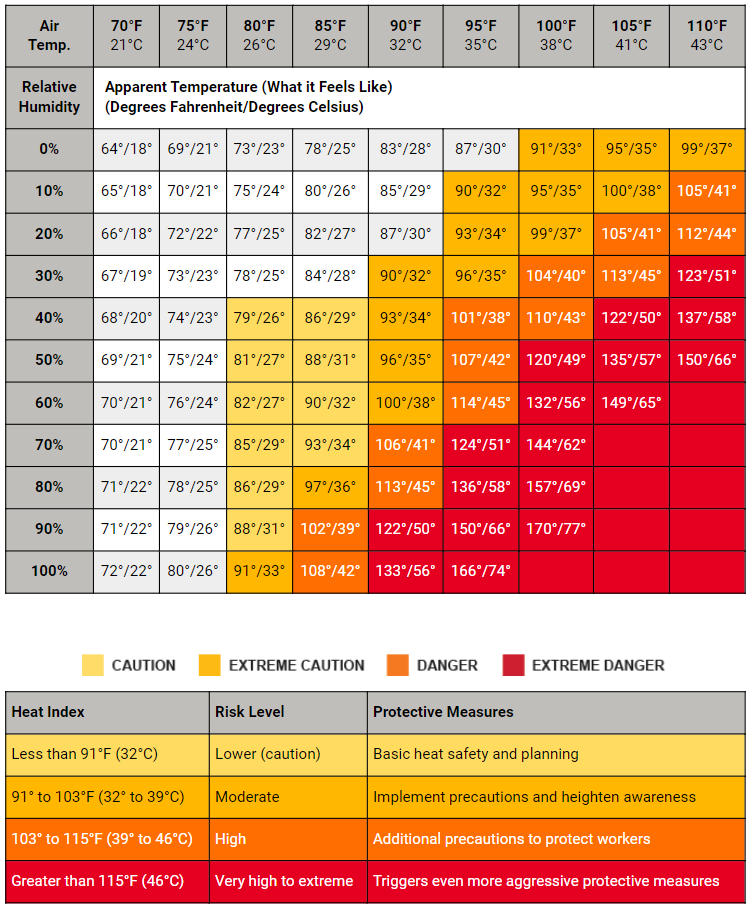 Air Temp. 70°F 21°C 75°F 24°C 80°F 26°C 85°F 29°C 90°F 32°C 95°F 35°C 100°F 38°C 105°F 41°C 110°F 43°C
Relative Humidity Apparent Temperature (What it Feels Like)
(Degrees Fahrenheit/Degrees Celsius)
0% 64°/18° 69°/21° 73°/23° 78°/25° 83°/28° 87°/30° 91°/33° 95°/35° 99°/37°
10% 65°/18° 70°/21° 75°/24° 80°/26° 85°/29° 90°/32° 95°/35° 100°/38° 105°/41°
20% 66°/18° 72°/22° 77°/25° 82°/27° 87°/30° 93°/34° 99°/37° 105°/41° 112°/44°
30% 67°/19° 73°/23° 78°/25° 84°/28° 90°/32° 96°/35° 104°/40° 113°/45° 123°/51°
40% 68°/20° 74°/23° 79°/26° 86°/29° 93°/34° 101°/38° 110°/43° 122°/50° 137°/58°
50% 69°/21° 75°/24° 81°/27° 88°/31° 96°/35° 107°/42° 120°/49° 135°/57° 150°/66°
60% 70°/21° 76°/24° 82°/27° 90°/32° 100°/38° 114°/45° 132°/56° 149°/65°
70% 70°/21° 77°/25° 85°/29° 93°/34° 106°/41° 124°/51° 144°/62°
80% 71°/22° 78°/25° 86°/29° 97°/36° 113°/45° 136°/58° 157°/69°
90% 71°/22° 79°/26° 88°/31° 102°/39° 122°/50° 150°/66° 170°/77°
100% 72°/22° 80°/26° 91°/33° 108°/42° 133°/56° 166°/74°
CAUTION EXTREME CAUTION DANGER EXTREME DANGER
Heat Index Risk Level Protective Measures
Less than 91°F (32°C) Lower (caution) Basic heat safety and planning
91° to 103°F (32° to 39°C) Moderate Implement precautions and heighten awareness
103° to 115°F (39° to 46°C) High Additional precautions to protect workers
Greater than 115°F (46°C) Very high to extreme Triggers even more aggressive protective measures